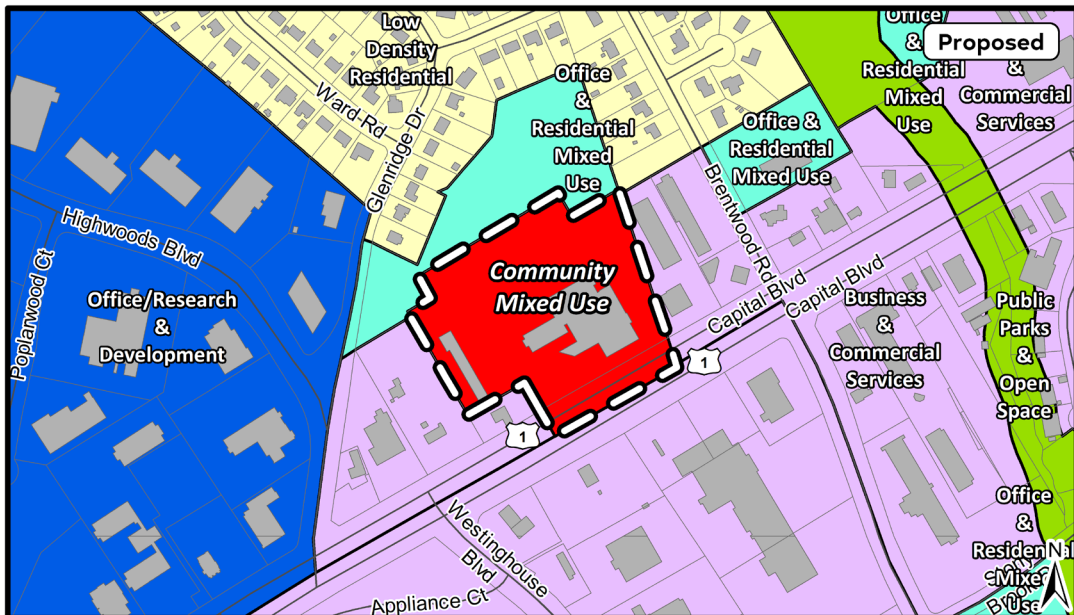 Low
Density
Residential
Office
&
Residential
Mixed
Use
Proposed
Office
&
Residential
Mixed
Use
&
Commercial
Services
Office &
Residential
Mixed Use
Ward Rd
Glenridge Dr
Brentwood Rd
Highwoods Blvd
Poplarwood Ct
Office/Research
&
Development
Community
Mixed Use
Capital Blvd
Capital Blvd
Business
&
Commercial
Services
Public
Parks
&
Open
Space
1
1
Westinghouse
Blvd
Appliance Ct
Office
&
Residential
Mixed
Use
N